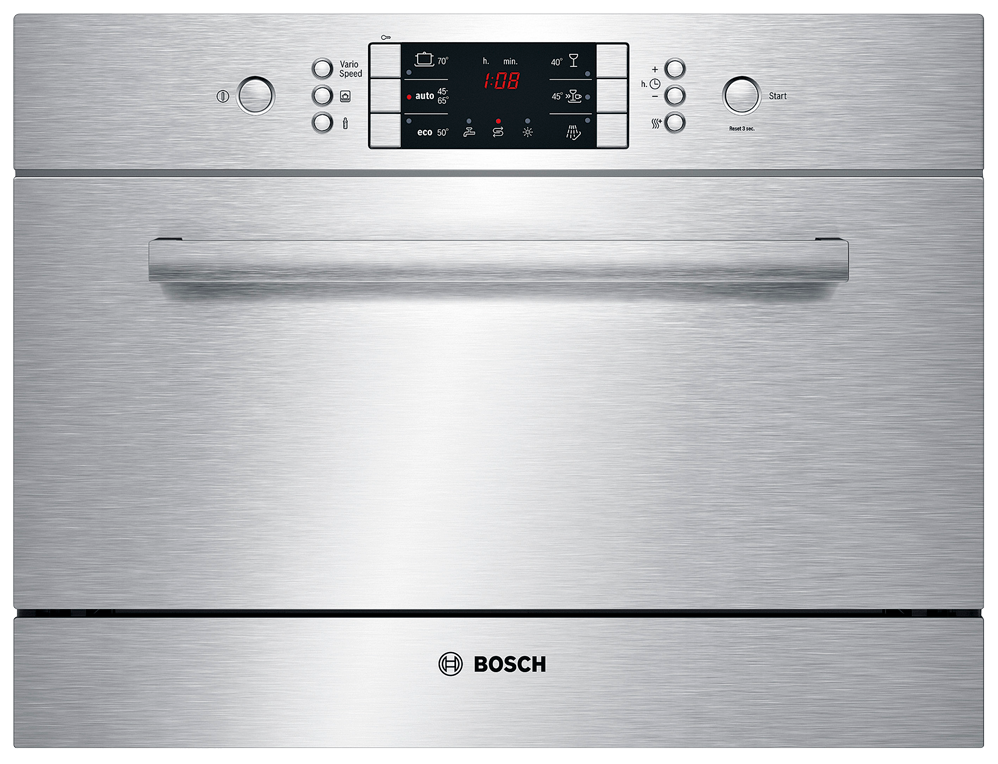 Vario
Speed
70°
h. min.
1:08
40°
auto 45-
65°
45°
eco 50°
+
h.
−
Start
Reset 3 sec.
BOSCH